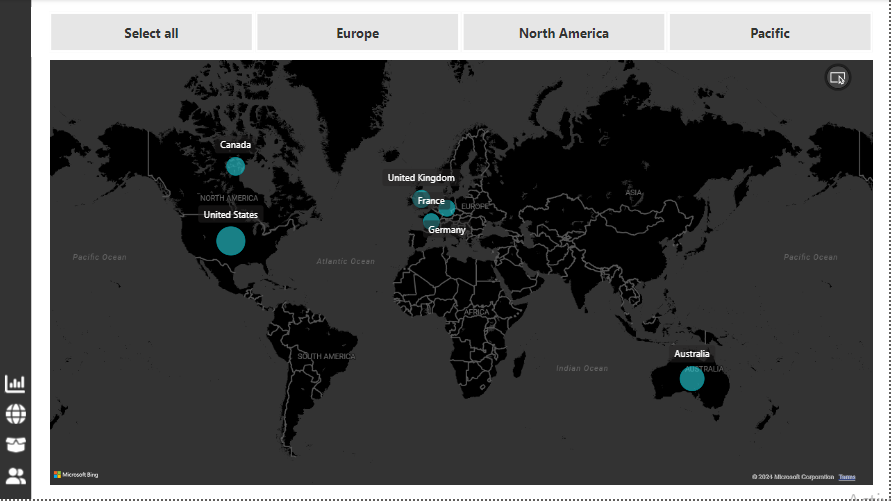 Select all
Europe
North America
Pacific
Canada
United Kingdom
NORTH AMERICA
France
EUROPE
ASIA
United States
Germany
Pacific Ocean
Atlantic Ocean
Pacific Ocean
AFRICA
SOUTH AMERICA
Indian Ocean
Australia
AUSTRALIA
Microsoft Bing
© 2024 Microsoft Corporation
Terms